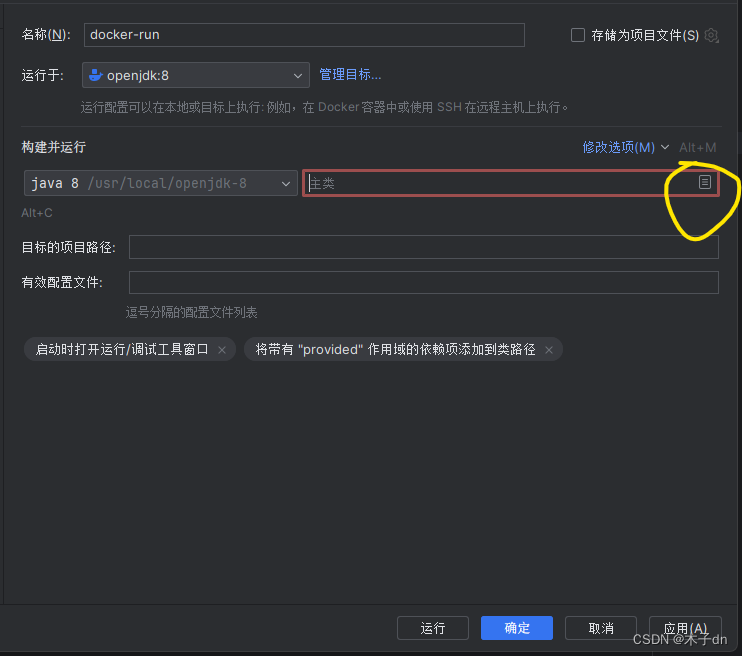 名称(N): docker-run 存储为项目文件(S)
运行于: openjdk:8 管理目标...
运行配置可以在本地或目标上执行: 例如，在 Docker 容器中或使用 SSH 在远程主机上执行。
构建并运行 修改选项(M) Alt+M
java 8 /usr/local/openjdk-8 主类
Alt+C
目标的项目路径:
有效配置文件:
逗号分隔的配置文件列表
启动时打开运行/调试工具窗口 × 将带有 "provided" 作用域的依赖项添加到类路径 ×
运行 确定 取消 应用(A)
CSDN @木子dn